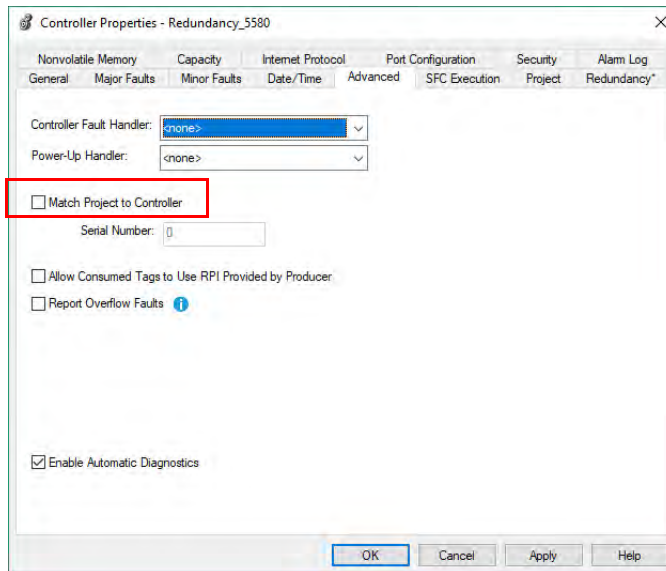 Controller Properties - Redundancy_5580
Nonvolatile Memory Capacity Internet Protocol Port Configuration Security Alarm Log
General Major Faults Minor Faults Date/Time Advanced SFC Execution Project Redundancy*
Controller Fault Handler: <none>
Power-Up Handler: <none>
Match Project to Controller
Serial Number: 0
Allow Consumed Tags to Use RPI Provided by Producer
Report Overflow Faults
Enable Automatic Diagnostics
OK Cancel Apply Help